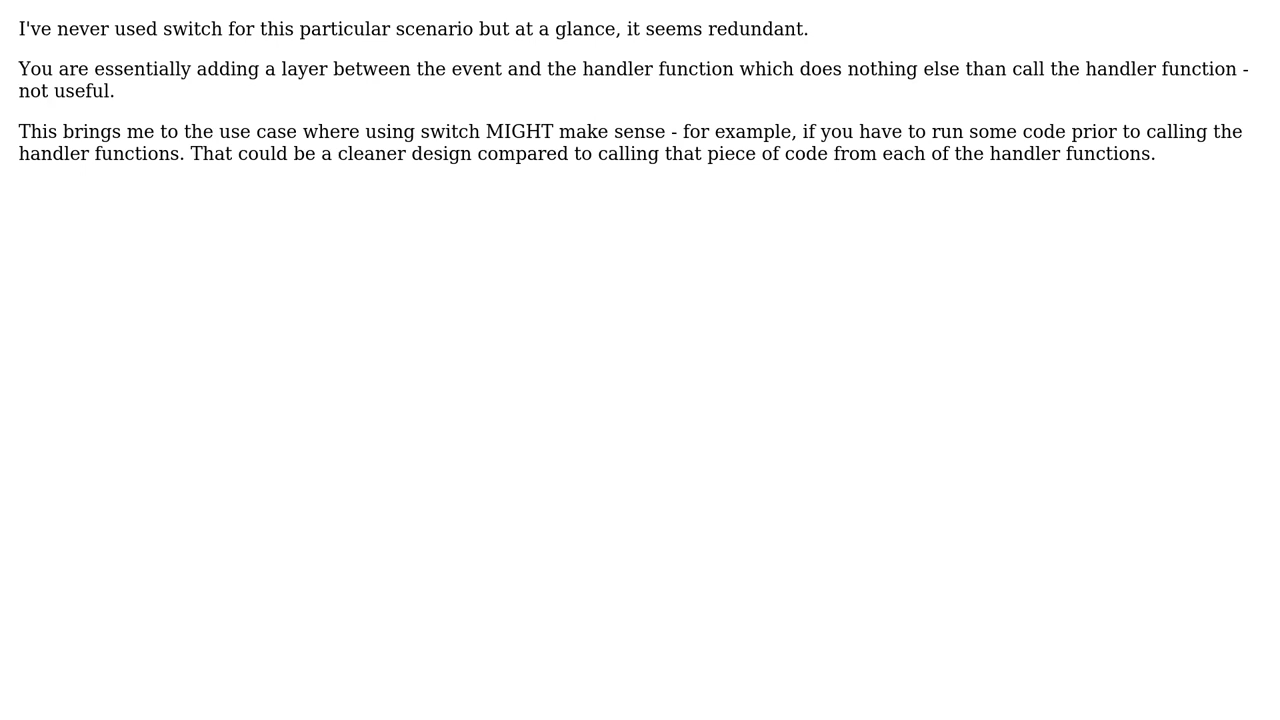 I've never used switch for this particular scenario but at a glance, it seems redundant.
You are essentially adding a layer between the event and the handler function which does nothing else than call the handler function -
not useful.
This brings me to the use case where using switch MIGHT make sense - for example, if you have to run some code prior to calling the
handler functions. That could be a cleaner design compared to calling that piece of code from each of the handler functions.